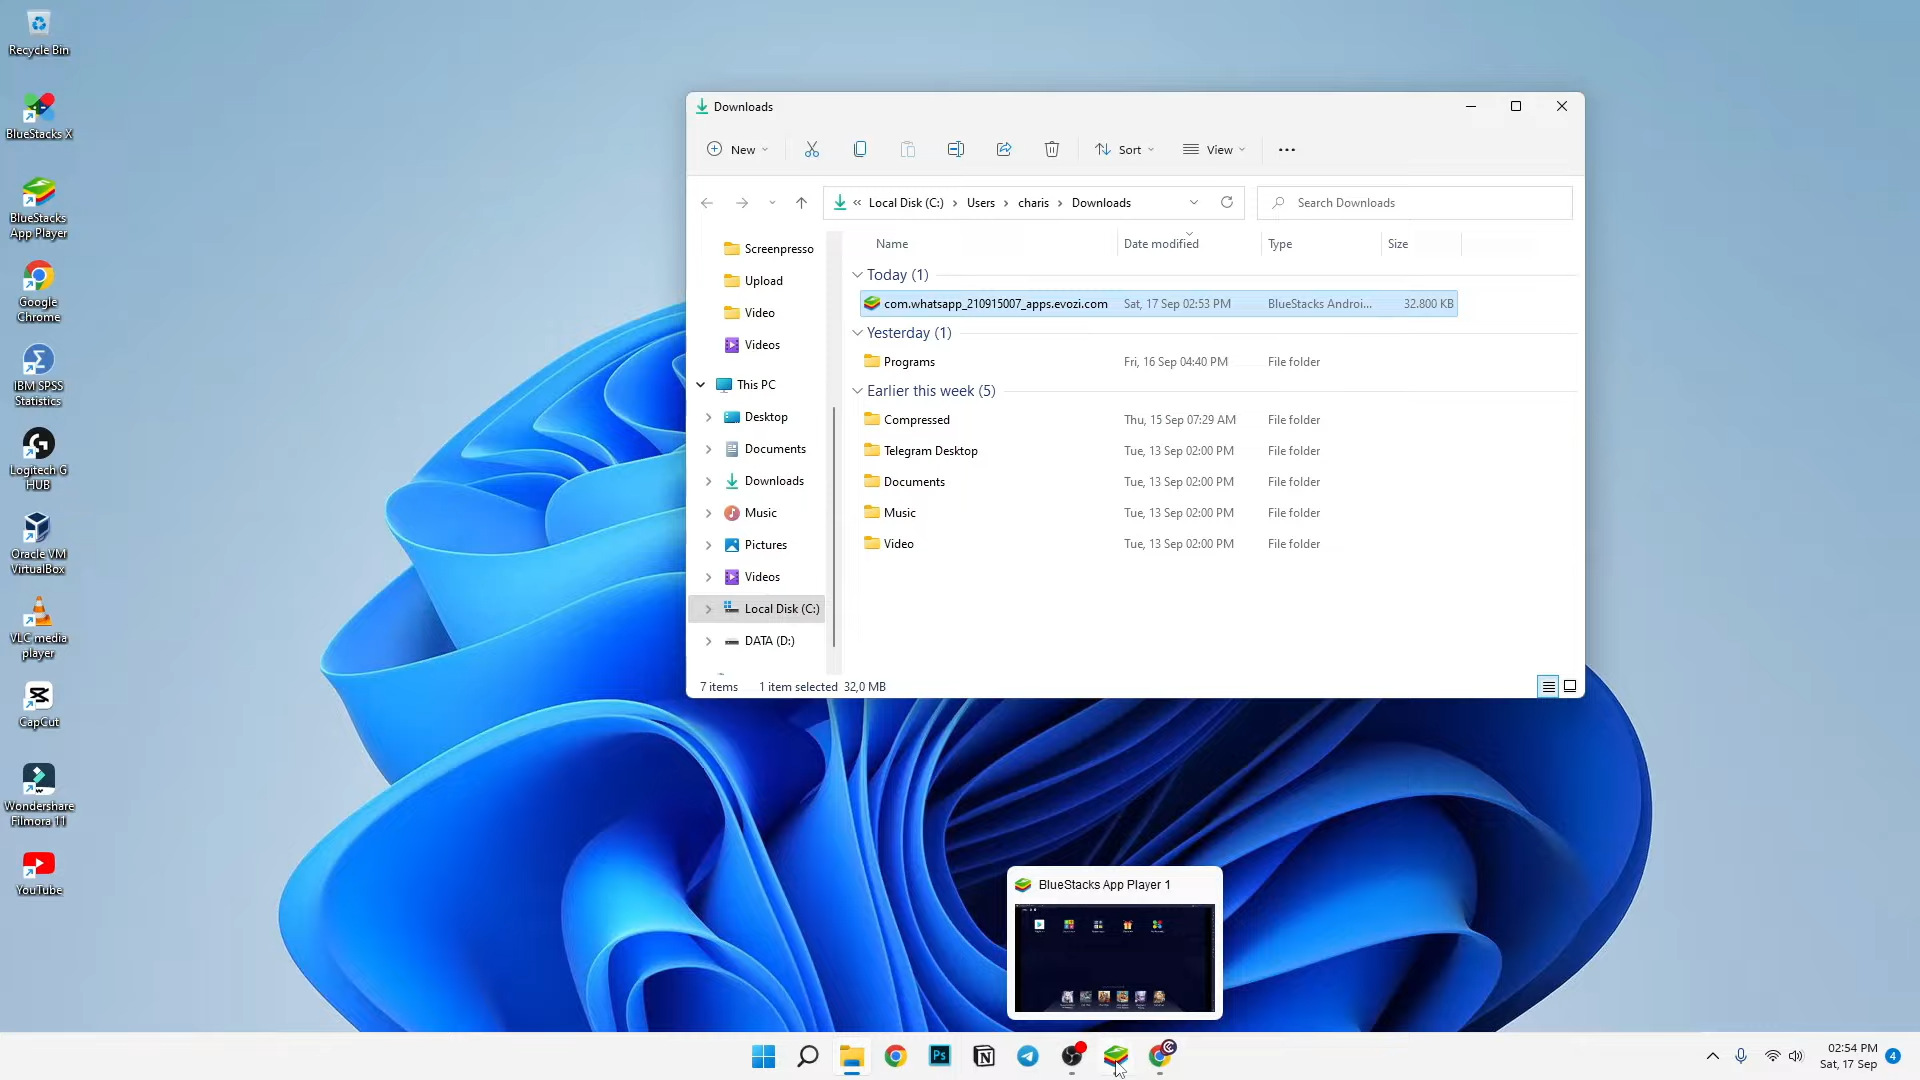 Recycle Bin
BlueStacks X
BlueStacks
App Player
Google
Chrome
IBM SPSS
Statistics
Logitech G
HUB
Oracle VM
VirtualBox
VLC media
player
CapCut
Wondershare
Filmora 11
YouTube
Downloads
New
Sort
View
Local Disk (C:) Users charis Downloads
Search Downloads
Screenpresso
Upload
Video
Videos
This PC
Desktop
Documents
Downloads
Music
Pictures
Videos
Local Disk (C:)
DATA (D:)
Name Date modified Type Size
Today (1)
com.whatsapp_210915007_apps.evozi.com Sat, 17 Sep 02:53 PM BlueStacks Androi... 32.800 KB
Yesterday (1)
Programs Fri, 16 Sep 04:40 PM File folder
Earlier this week (5)
Compressed Thu, 15 Sep 07:29 AM File folder
Telegram Desktop Tue, 13 Sep 02:00 PM File folder
Documents Tue, 13 Sep 02:00 PM File folder
Music Tue, 13 Sep 02:00 PM File folder
Video Tue, 13 Sep 02:00 PM File folder
7 items 1 item selected 32,0 MB
BlueStacks App Player 1
Ps
02:54 PM
Sat, 17 Sep
4